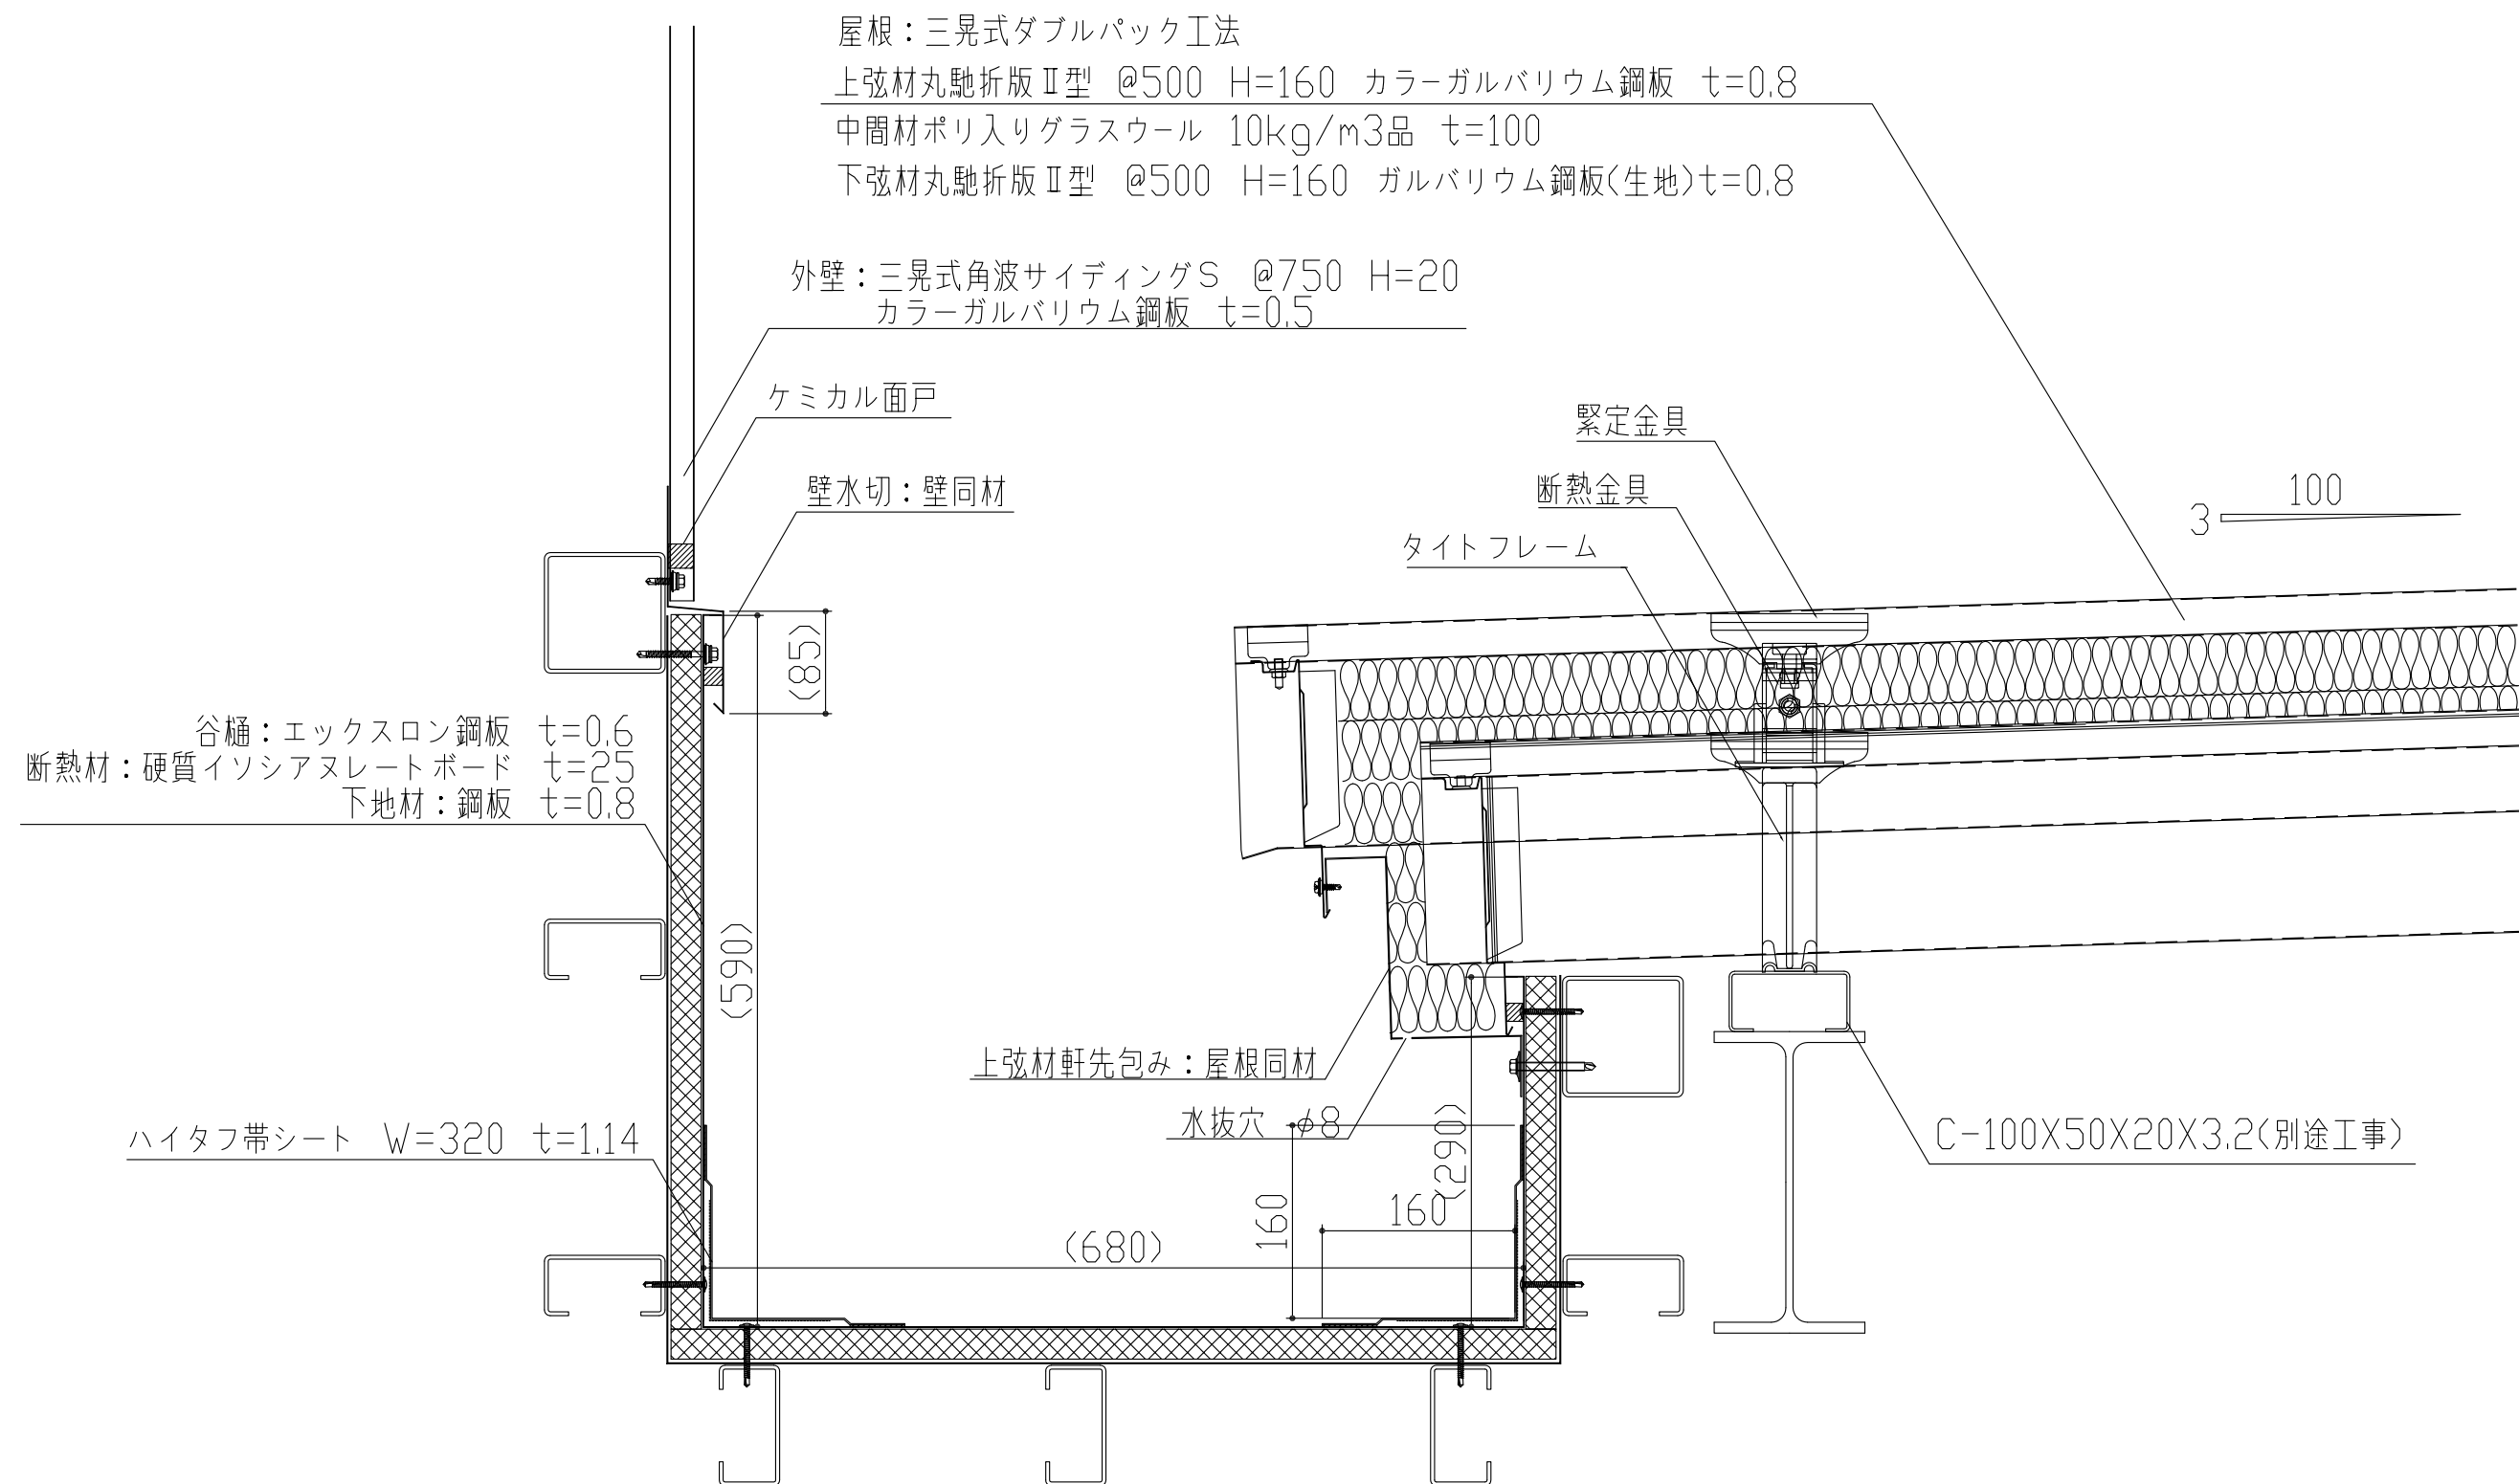 屋根：三晃式ダブルパック工法
上弦材丸馳折版Ⅱ型 @500 H=160 カラーガルバリウム鋼板 t=0.8
中間材ポリ入りグラスウール 10kg/m3品 t=100
下弦材丸馳折版Ⅱ型 @500 H=160 ガルバリウム鋼板(生地)t=0.8
外壁：三晃式角波サイディングS @750 H=20
カラーガルバリウム鋼板 t=0.5
ケミカル面戸
緊定金具
壁水切：壁同材
断熱金具
100
3
タイトフレーム
(85)
谷樋：エックスロン鋼板 t=0.6
断熱材：硬質イソシアヌレートボード t=25
下地材：鋼板 t=0.8
(590)
上弦材軒先包み：屋根同材
水抜穴 φ8
ハイタフ帯シート W=320 t=1.14
(290)
C-100X50X20X3.2(別途工事)
160
160
(680)